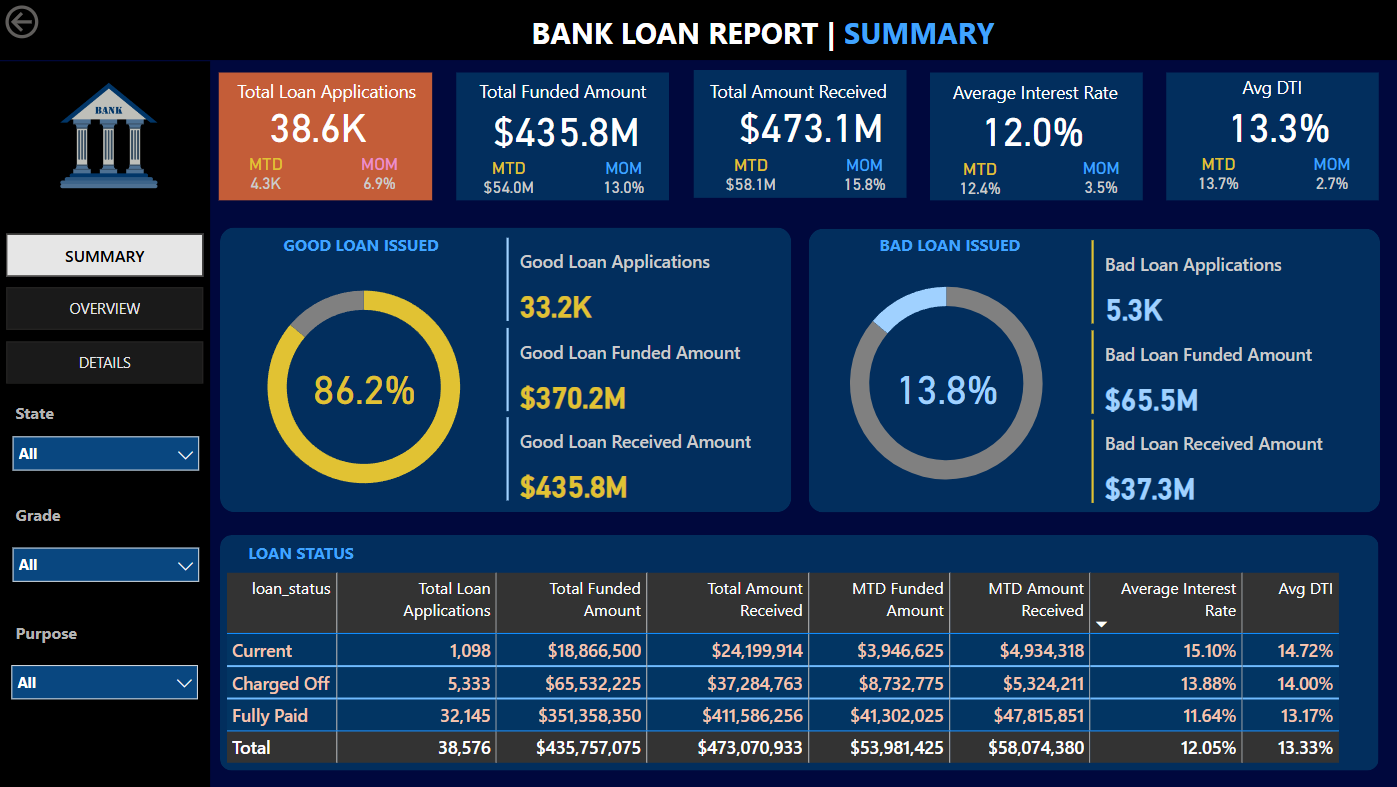 BANK LOAN REPORT | SUMMARY
BANK
SUMMARY
OVERVIEW
DETAILS
State
All
Grade
All
Purpose
All
Total Loan Applications
38.6K
MTD MOM
4.3K 6.9%
Total Funded Amount
$435.8M
MTD MOM
$54.0M 13.0%
Total Amount Received
$473.1M
MTD MOM
$58.1M 15.8%
Average Interest Rate
12.0%
MTD MOM
12.4% 3.5%
Avg DTI
13.3%
MTD MOM
13.7% 2.7%
GOOD LOAN ISSUED
86.2%
Good Loan Applications
33.2K
Good Loan Funded Amount
$370.2M
Good Loan Received Amount
$435.8M
BAD LOAN ISSUED
13.8%
Bad Loan Applications
5.3K
Bad Loan Funded Amount
$65.5M
Bad Loan Received Amount
$37.3M
LOAN STATUS
loan_status Total Loan Applications Total Funded Amount Total Amount Received MTD Funded Amount MTD Amount Received Average Interest Rate Avg DTI
Current 1,098 $18,866,500 $24,199,914 $3,946,625 $4,934,318 15.10% 14.72%
Charged Off 5,333 $65,532,225 $37,284,763 $8,732,775 $5,324,211 13.88% 14.00%
Fully Paid 32,145 $351,358,350 $411,586,256 $41,302,025 $47,815,851 11.64% 13.17%
Total 38,576 $435,757,075 $473,070,933 $53,981,425 $58,074,380 12.05% 13.33%